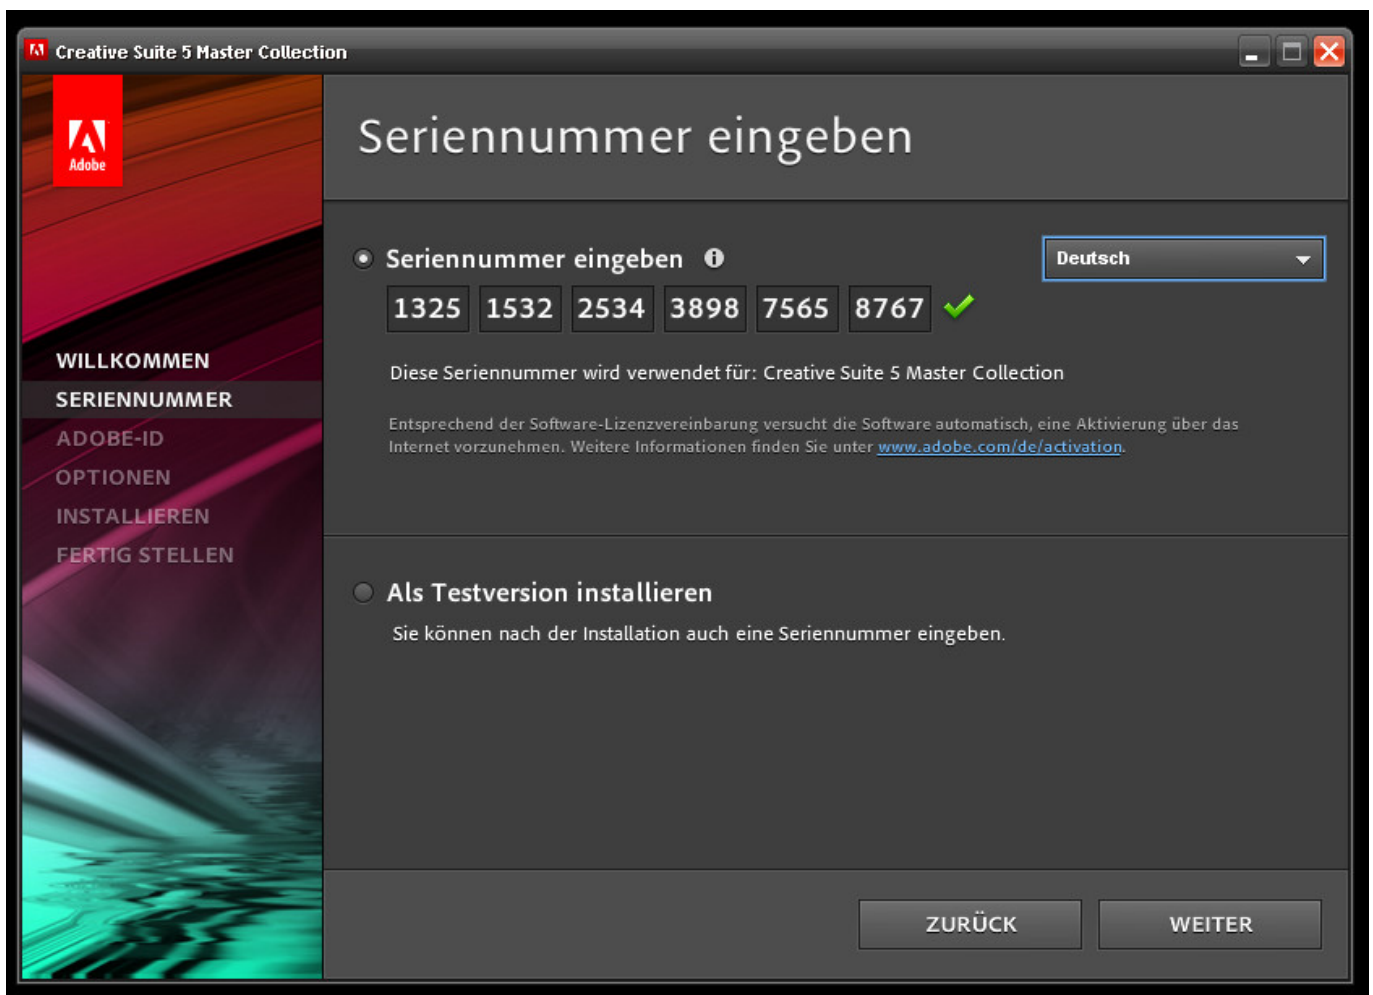 Creative Suite 5 Master Collection
Adobe
Seriennummer eingeben
Seriennummer eingeben
Deutsch
1325 1532 2534 3898 7565 8767
Diese Seriennummer wird verwendet für: Creative Suite 5 Master Collection
Entsprechend der Software-Lizenzvereinbarung versucht die Software automatisch, eine Aktivierung über das
Internet vorzunehmen. Weitere Informationen finden Sie unter www.adobe.com/de/activation.
WILLKOMMEN
SERIENNUMMER
ADOBE-ID
OPTIONEN
INSTALLIEREN
FERTIG STELLEN
Als Testversion installieren
Sie können nach der Installation auch eine Seriennummer eingeben.
ZURÜCK
WEITER